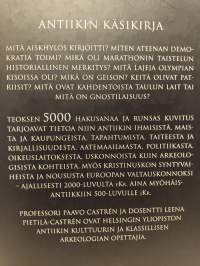 ANTIIKIN KÄSIKIRJA
MITÄ AISKHYLOS KIRJOITTI? MITEN ATEENAN DEMO-
KRATIA TOIMI? MIKÄ OLI MARATHONIN TAISTELUN
HISTORIALLINEN MERKITYS? MITÄ LAJEJA OLYMPIAN
KISOISSA OLI? MIKÄ ON GEISON? KEITÄ OLIVAT PAT-
RIISIT? MITÄ OVAT KAHDENTOISTA TAULUN LAIT TAI
MITÄ ON GNOSTILAISUUS?
TEOKSEN 5000 HAKUSANAA JA RUNSAS KUVITUS
TARJOAVAT TIETOA NIIN ANTIIKIN IHMISISTÄ, MAIS-
TA JA KAUPUNGEISTA, TAPAHTUMISTA, TAITEESTA JA
KIRJALLISUUDESTA, AATEMAAILMASTA, POLITIIKASTA,
OIKEUSLAITOKSESTA, USKONNOISTA KUIN ARKEOLO-
GISISTA KOHTEISTA, MYÖS KRISTINUSKON SYNTYVAI-
HEISTA JA NOUSUSTA EUROOPAN VALTAUSKONNOKSI
– AJALLISESTI 2000-LUVULTA EKR. AINA MYÖHÄIS-
ANTIIKKIIN 500-LUVULLE JKR.
PROFESSORI PAAVO CASTRÉN JA DOSENTTI LEENA
PIETILÄ-CASTRÉN OVAT HELSINGIN YLIOPISTON
ANTIIKIN KULTTUURIN JA KLASSILLISEN
ARKEOLOGIAN OPETTAJIA.